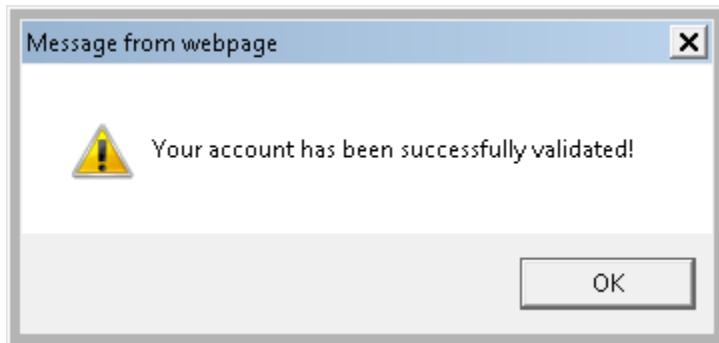 Message from webpage
Your account has been successfully validated!
OK